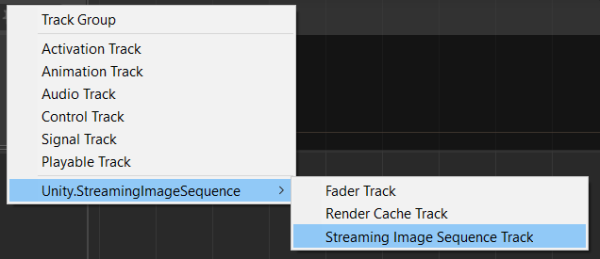 Track Group
Activation Track
Animation Track
Audio Track
Control Track
Signal Track
Playable Track
Unity.StreamingImageSequence
Fader Track
Render Cache Track
Streaming Image Sequence Track